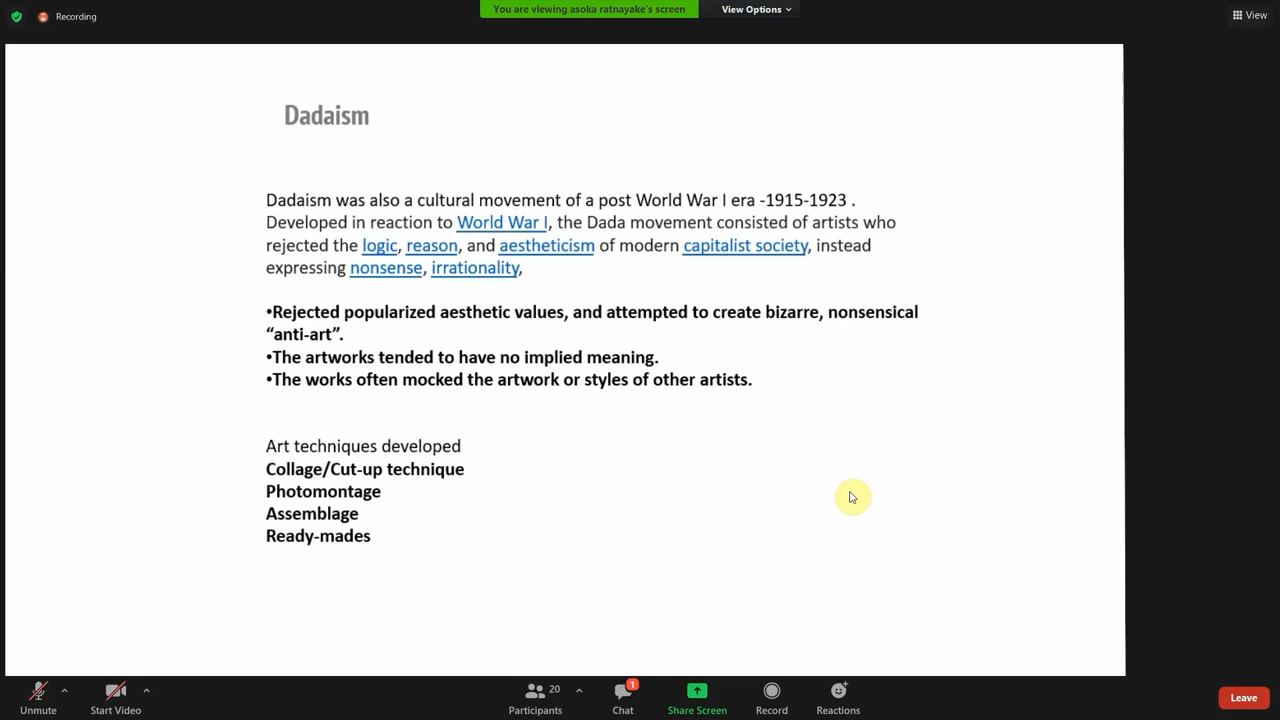 Recording
You are viewing asoka ratnayake's screen
View Options
View
Dadaism
Dadaism was also a cultural movement of a post World War I era -1915-1923 .
Developed in reaction to World War I, the Dada movement consisted of artists who
rejected the logic, reason, and aestheticism of modern capitalist society, instead
expressing nonsense, irrationality,
•Rejected popularized aesthetic values, and attempted to create bizarre, nonsensical
“anti-art”.
•The artworks tended to have no implied meaning.
•The works often mocked the artwork or styles of other artists.
Art techniques developed
Collage/Cut-up technique
Photomontage
Assemblage
Ready-mades
Unmute
Start Video
20
Participants
1
Chat
Share Screen
Record
Reactions
Leave